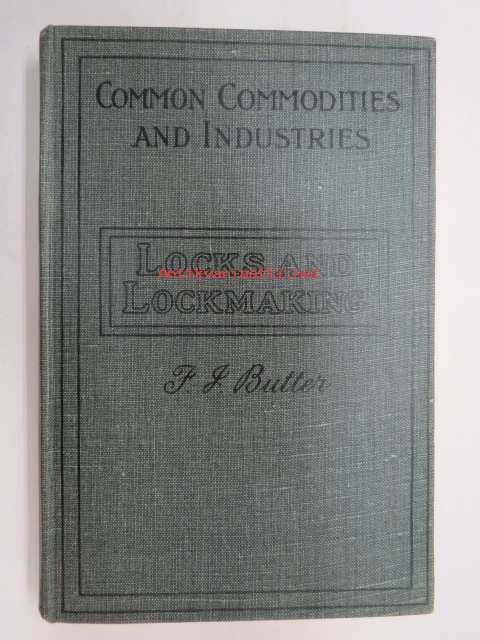 COMMON COMMODITIES
AND INDUSTRIES
LOCKS AND
LOCKMAKING
F J Butter